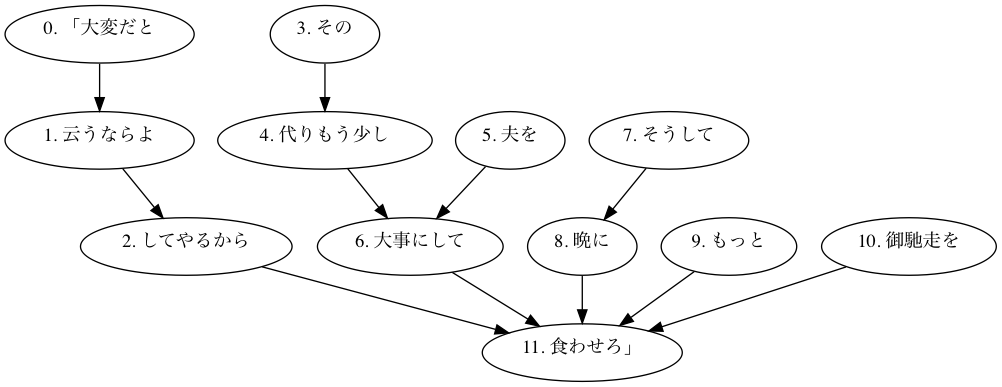 0. 「大変だと
3. その
1. 云うならよ
4. 代りもう少し
5. 夫を
7. そうして
2. してやるから
6. 大事にして
8. 晩に
9. もっと
10. 御馳走を
11. 食わせろ」